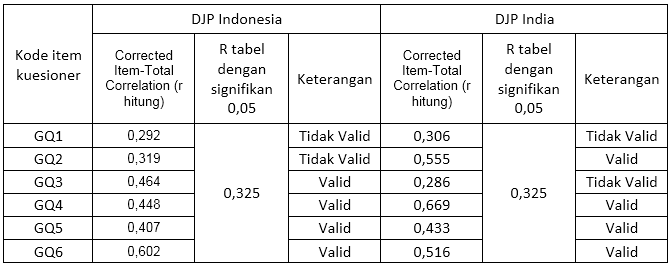 Kode item
kuesioner
DJP Indonesia
DJP India
Corrected
Item-Total
Correlation (r
hitung)
R tabel
dengan
signifikan
0,05
Keterangan
Corrected
Item-Total
Correlation (r
hitung)
R tabel
dengan
signifikan
0,05
Keterangan
GQ1 0,292 Tidak Valid 0,306 Tidak Valid
GQ2 0,319 Tidak Valid 0,555 Valid
GQ3 0,464 Valid 0,286 Tidak Valid
0,325 0,325
GQ4 0,448 Valid 0,669 Valid
GQ5 0,407 Valid 0,433 Valid
GQ6 0,602 Valid 0,516 Valid